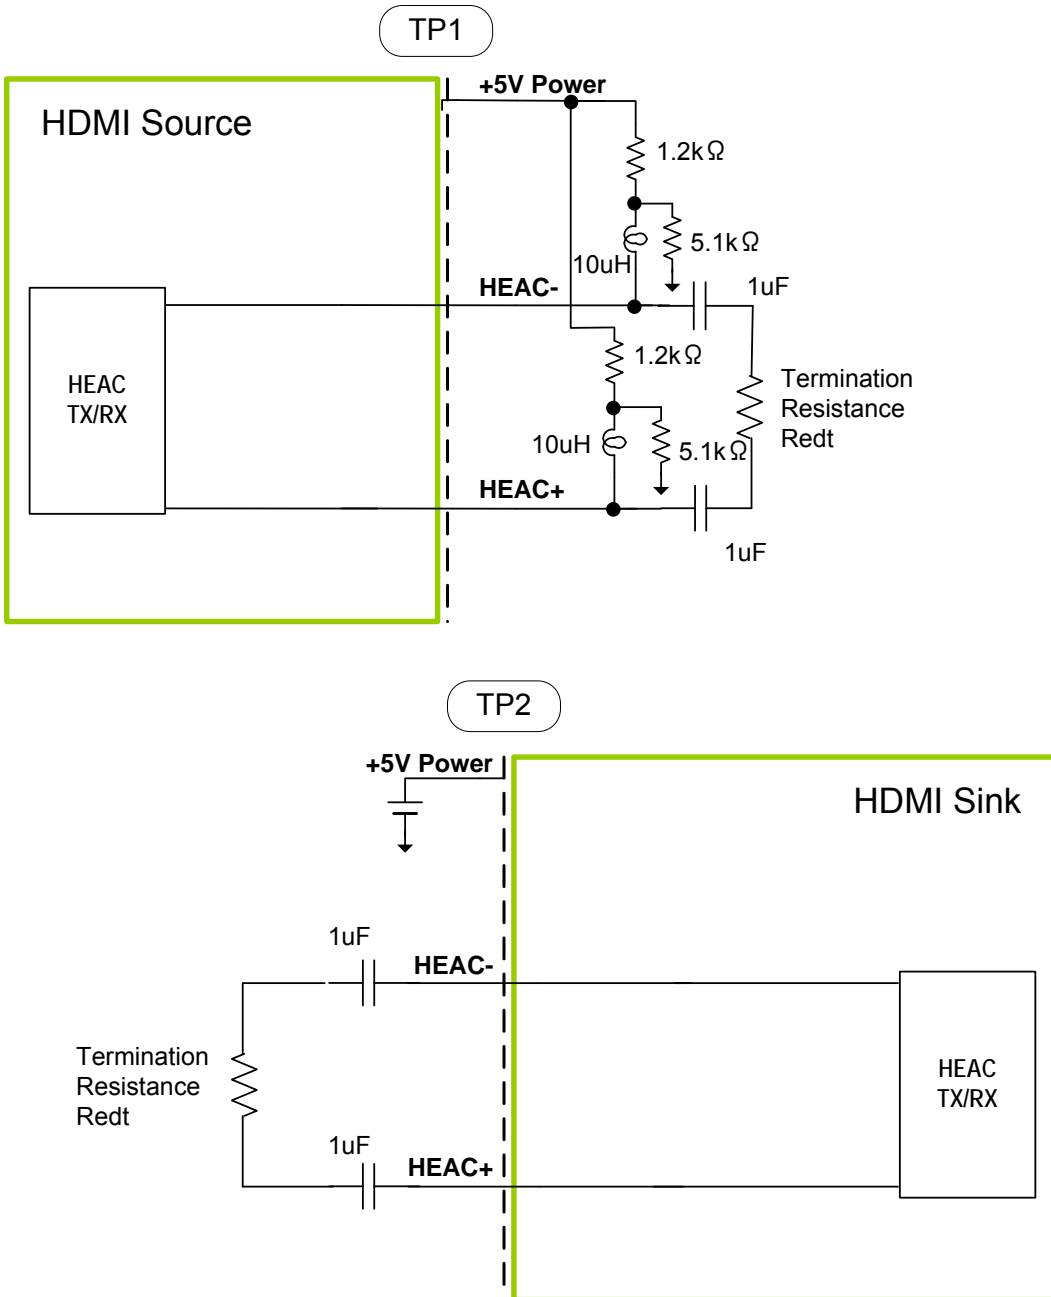 TP1
+5V Power
HDMI Source
1.2kΩ
5.1kΩ
10uH
HEAC-
1uF
1.2kΩ
HEAC
TX/RX
Termination
Resistance
Redt
10uH
5.1kΩ
HEAC+
1uF
TP2
+5V Power
HDMI Sink
1uF
HEAC-
Termination
Resistance
Redt
HEAC
TX/RX
1uF
HEAC+